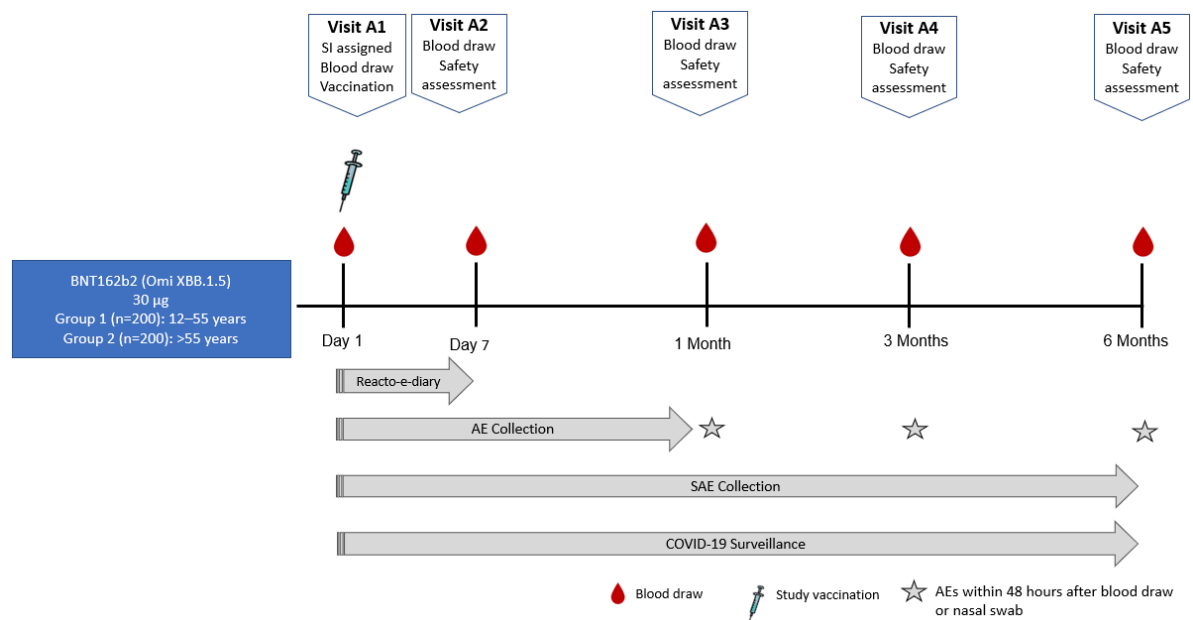 Visit A1
SI assigned
Blood draw
Vaccination
Visit A2
Blood draw
Safety
assessment
Visit A3
Blood draw
Safety
assessment
Visit A4
Blood draw
Safety
assessment
Visit A5
Blood draw
Safety
assessment
BNT162b2 (Omi XBB.1.5)
30 µg
Group 1 (n=200): 12–55 years
Group 2 (n=200): >55 years
Day 1
Day 7
1 Month
3 Months
6 Months
Reacto-e-diary
AE Collection
SAE Collection
COVID-19 Surveillance
Blood draw
Study vaccination
AEs within 48 hours after blood draw
or nasal swab